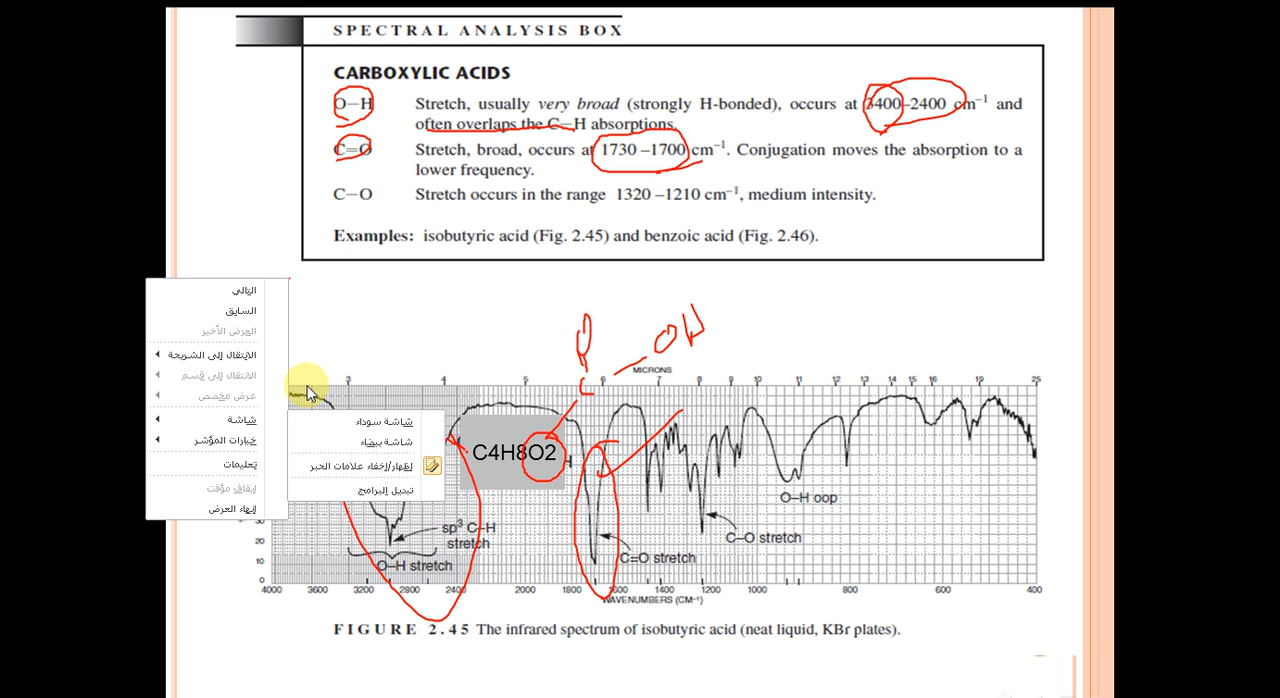 SPECTRAL ANALYSIS BOX
CARBOXYLIC ACIDS
O–H Stretch, usually very broad (strongly H-bonded), occurs at 3400–2400 cm⁻¹ and
often overlaps the C–H absorptions.
C=O Stretch, broad, occurs at 1730–1700 cm⁻¹. Conjugation moves the absorption to a
lower frequency.
C–O Stretch occurs in the range 1320–1210 cm⁻¹, medium intensity.
Examples: isobutyric acid (Fig. 2.45) and benzoic acid (Fig. 2.46).
التالي
السابق
العرض الأخير
الانتقال إلى الشريحة
الانتقال إلى قسم
عرض مخصص
شاشة
خيارات المؤشر
تعليمات
إيقاف مؤقت
إنهاء العرض
شاشة سوداء
شاشة بيضاء
إظهار/إخفاء علامات الحبر
تبديل البرامج
OH
C
MICRONS
3 4 5 6 7 8 9 10 11 12 13 14 15 16 19 25
C4H8O2
H
O–H oop
sp³ C–H
stretch
C–O stretch
O–H stretch
C=O stretch
30
20
10
0
4000 3600 3200 2800 2400 2000 1800 1600 1400 1200 1000 800 600 400
WAVENUMBERS (CM⁻¹)
FIGURE 2.45 The infrared spectrum of isobutyric acid (neat liquid, KBr plates).